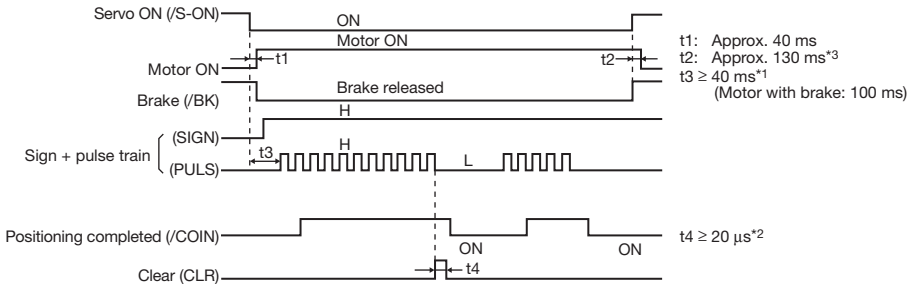 Servo ON (/S-ON)
ON
Motor ON
Motor ON
t1
t2
t1: Approx. 40 ms
t2: Approx. 130 ms*3
t3 ≥ 40 ms*1
(Motor with brake: 100 ms)
Brake (/BK)
Brake released
H
Sign + pulse train
(SIGN)
(PULS)
t3
H
L
Positioning completed (/COIN)
ON
ON
t4 ≥ 20 μs*2
Clear (CLR)
t4